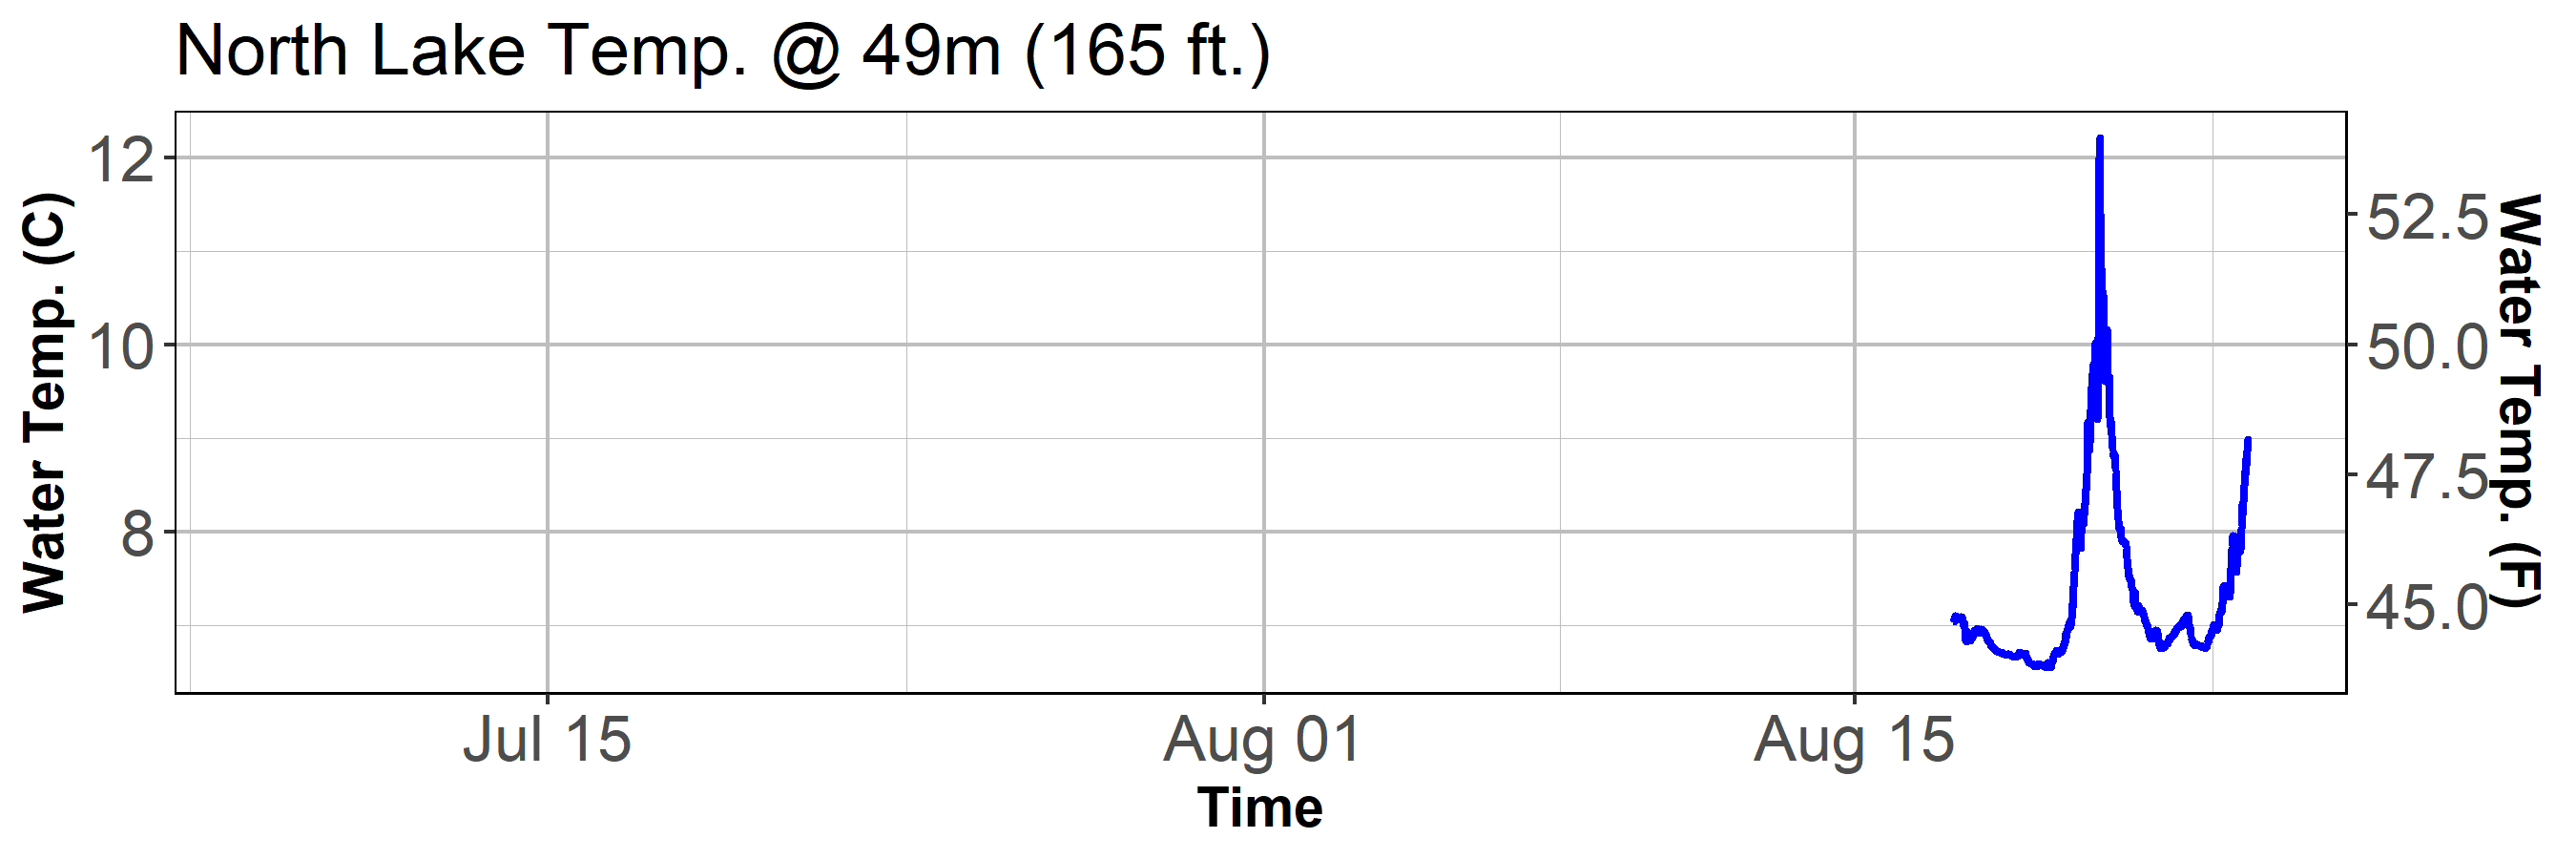 North Lake Temp. @ 49m (165 ft.)
Water Temp. (C)
12
10
8
52.5
50.0
47.5
45.0
Water Temp. (F)
Jul 15
Aug 01
Aug 15
Time